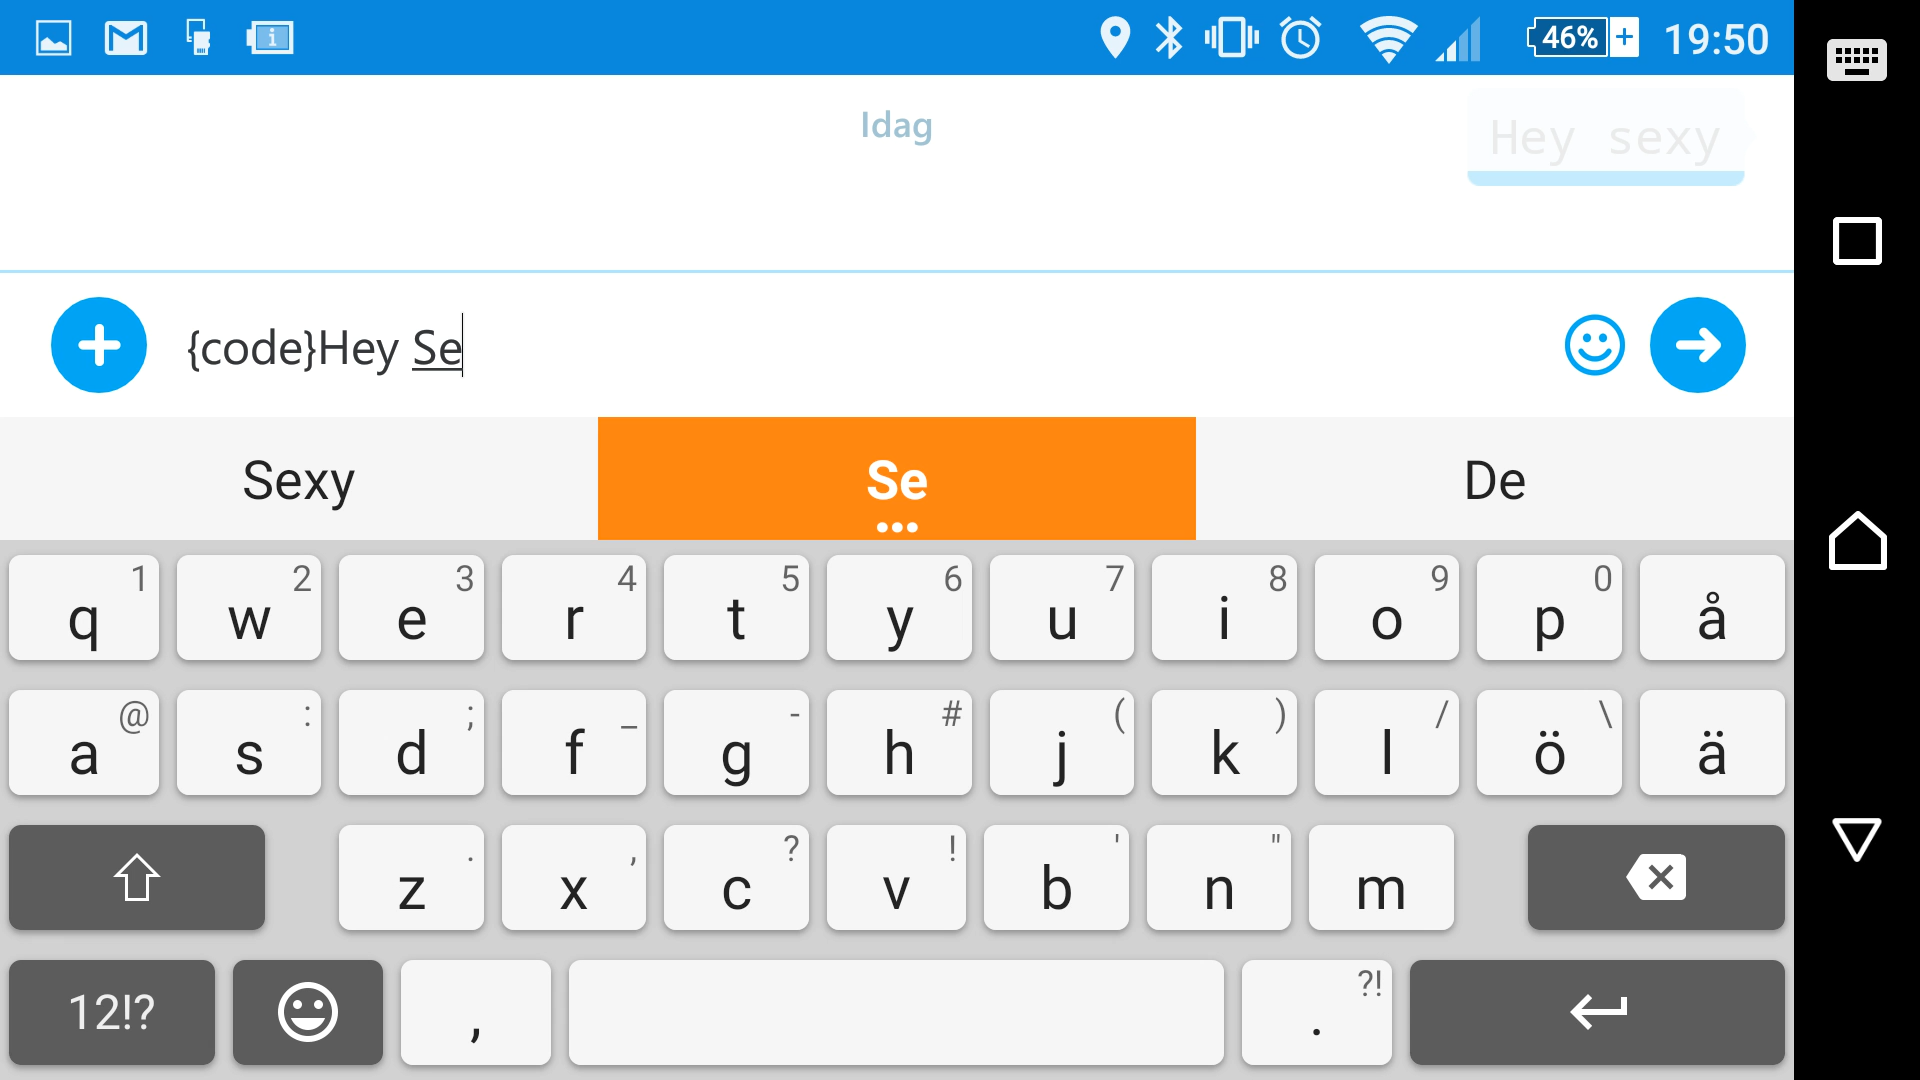 46% 19:50
Idag
Hey sexy
{code}Hey Se
Sexy Se De
1 2 3 4 5 6 7 8 9 0
q w e r t y u i o p å
@ : ; _ - # ( ) / \
a s d f g h j k l ö ä
. , ? ! ' "
z x c v b n m
?!
12!? , .